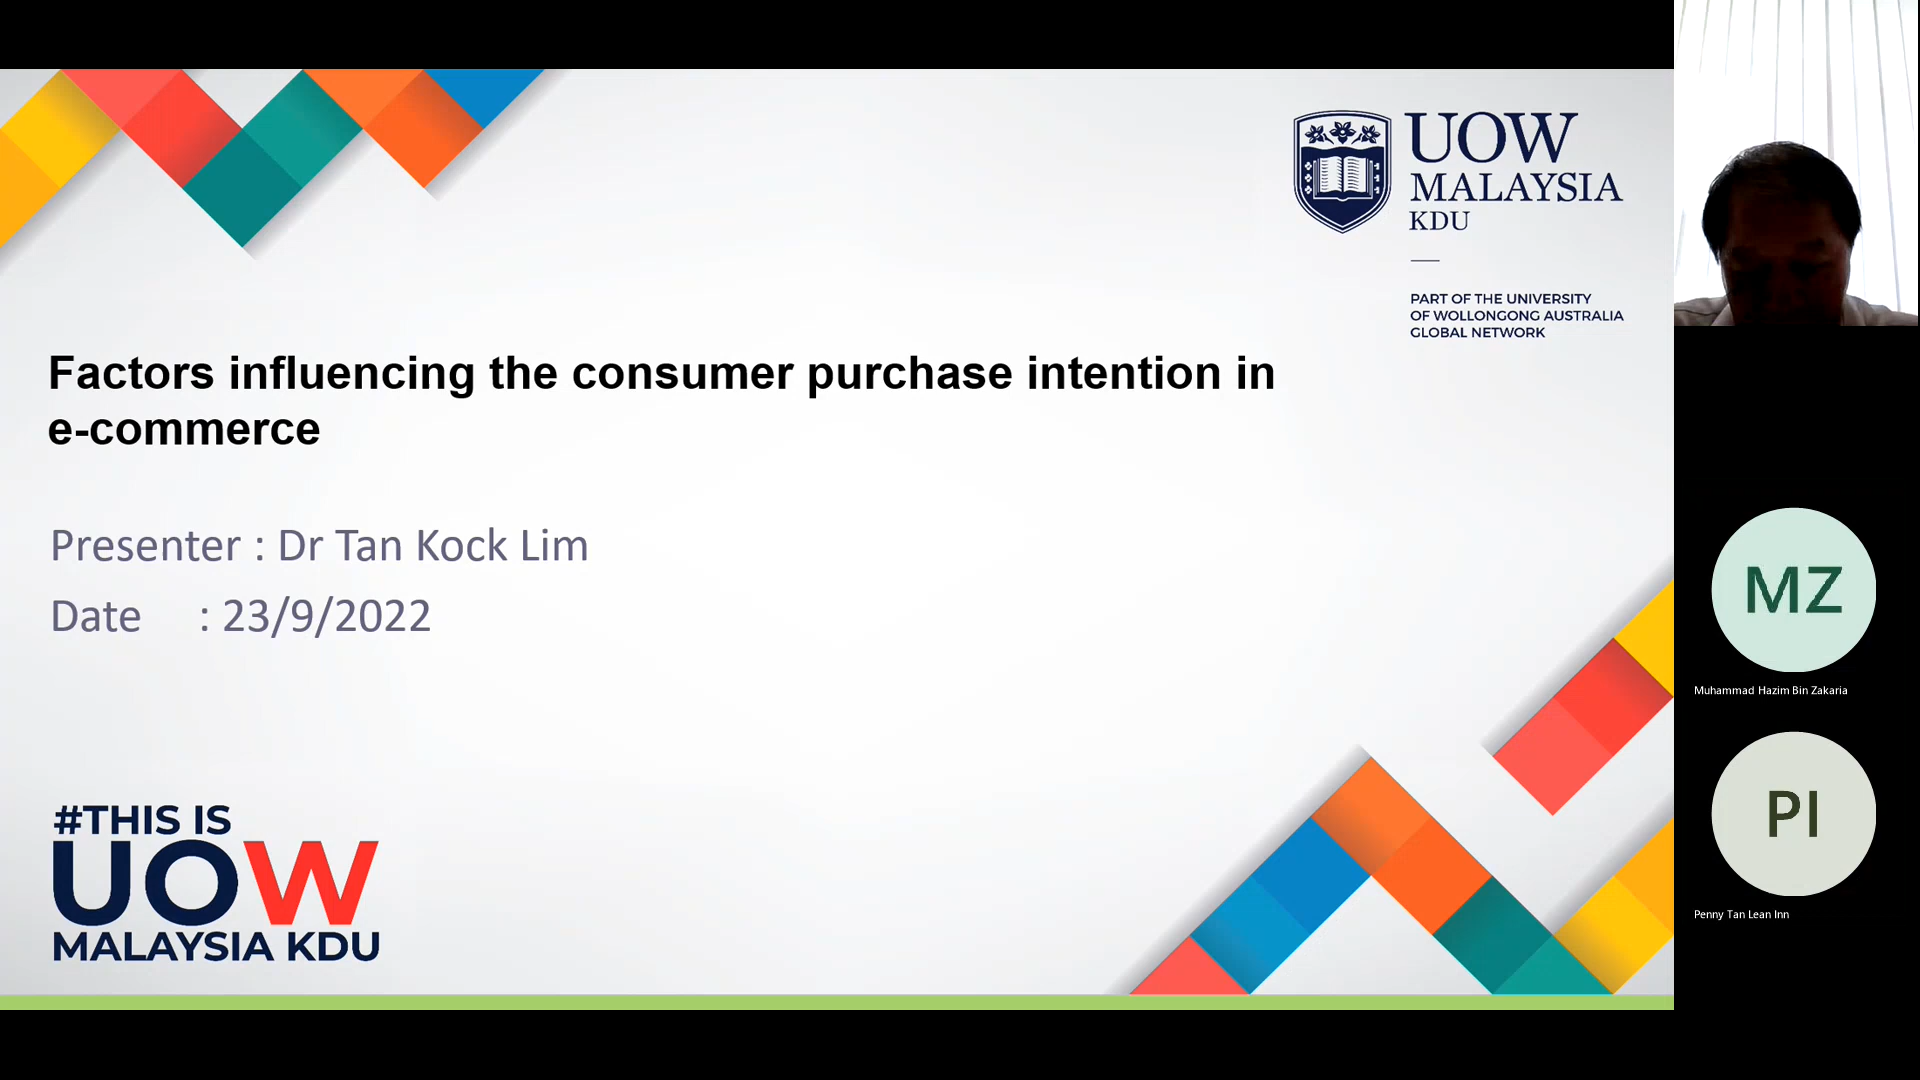 UOW
MALAYSIA
KDU
PART OF THE UNIVERSITY
OF WOLLONGONG AUSTRALIA
GLOBAL NETWORK
Factors influencing the consumer purchase intention in
e-commerce
Presenter : Dr Tan Kock Lim
Date : 23/9/2022
#THIS IS
UOW
MALAYSIA KDU
MZ
Muhammad Hazim Bin Zakaria
PI
Penny Tan Lean Inn